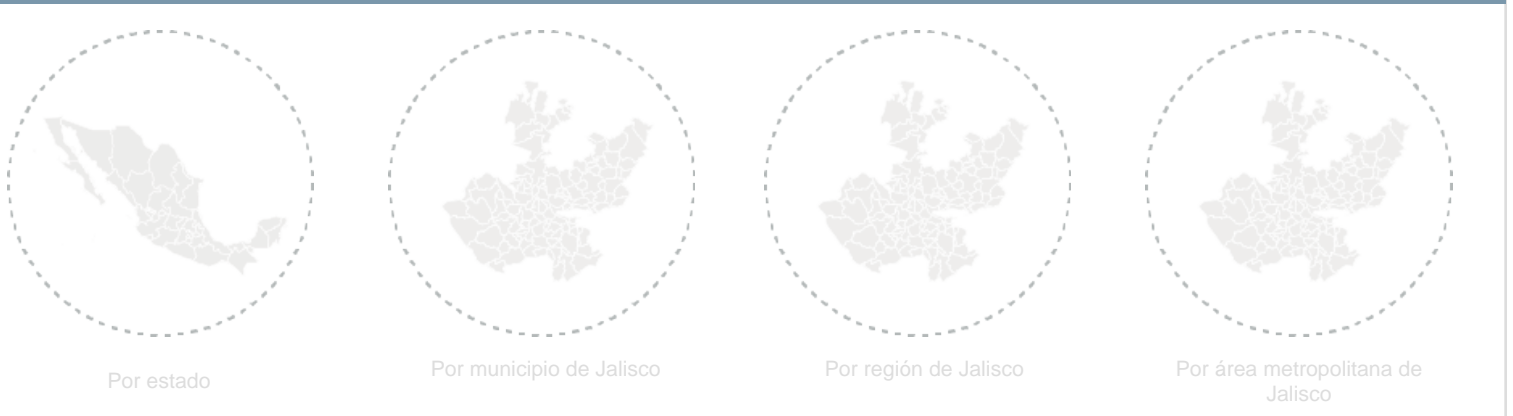 Por estado
Por municipio de Jalisco
Por región de Jalisco
Por área metropolitana de
Jalisco